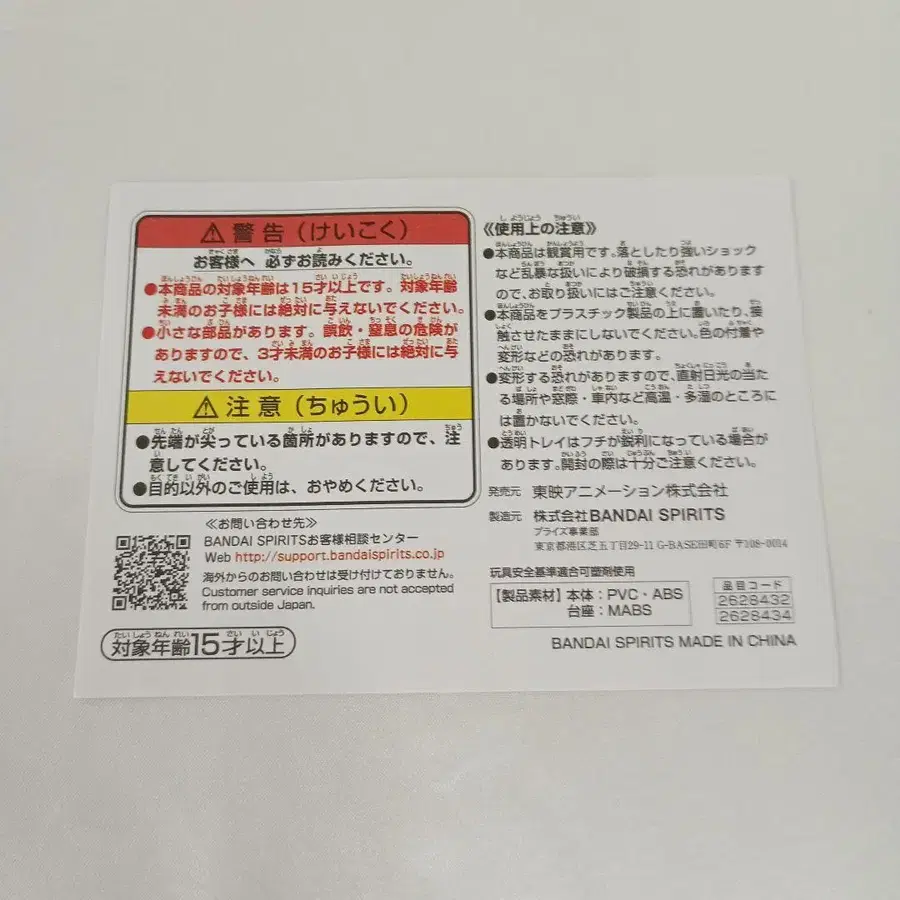 ⚠警告（けいこく）
お客様へ 必ずお読みください。
●本商品の対象年齢は15才以上です。対象年齢
未満のお子様には絶対に与えないでください。
●小さな部品があります。誤飲・窒息の危険が
ありますので、3才未満のお子様には絶対に与
えないでください。
⚠注意（ちゅうい）
●先端が尖っている箇所がありますので、注
意してください。
●目的以外のご使用は、おやめください。
≪お問い合わせ先≫
BANDAI SPIRITSお客様相談センター
Web http://support.bandaispirits.co.jp
海外からのお問い合わせは受け付けておりません。
Customer service inquiries are not accepted
from outside Japan.
対象年齢15才以上
≪使用上の注意≫
●本商品は観賞用です。落としたり強いショック
など乱暴な扱いにより破損する恐れがあります
ので、お取り扱いにはご注意ください。
●本商品をプラスチック製品の上に置いたり、接
触させたままにしないでください。色の付着や
変形などの恐れがあります。
●変形する恐れがありますので、直射日光の当た
る場所や窓際・車内など高温・多湿のところに
は置かないでください。
●透明トレイはフチが鋭利になっている場合が
あります。開封の際は十分ご注意ください。
発売元 東映アニメーション株式会社
製造元 株式会社BANDAI SPIRITS
プライズ事業部
東京都港区芝五丁目29-11 G-BASE田町6F 〒108-0014
玩具安全基準適合可塑剤使用
【製品素材】本体：PVC・ABS
台座：MABS
品目コード
2628432
2628434
BANDAI SPIRITS MADE IN CHINA